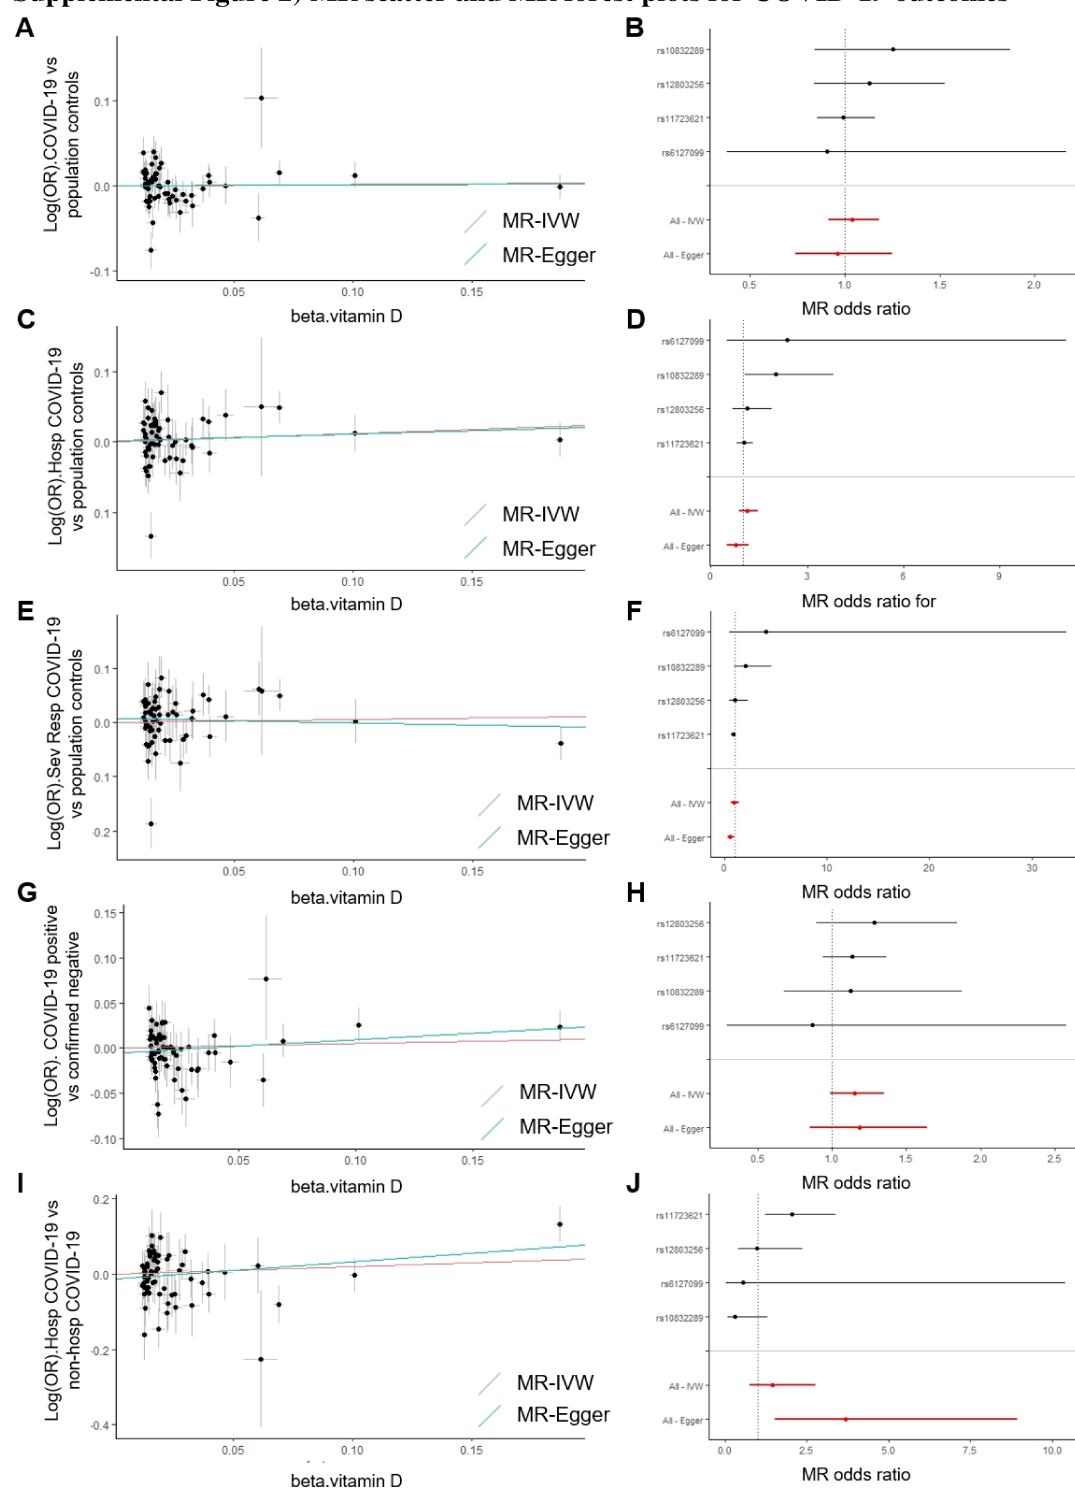 Supplemental Figure 2, MR scatter and MR forest plots for COVID-19 outcomes
A
Log(OR).COVID-19 vs
population controls
0.1
0.0
-0.1
0.05
0.10
0.15
beta.vitamin D
MR-IVW
MR-Egger
B
rs10832289
rs12803256
rs11723621
rs6127099
All - IVW
All - Egger
0.5
1.0
1.5
2.0
MR odds ratio
C
Log(OR).Hosp COVID-19
vs population controls
0.1
0.0
0.1
0.05
0.10
0.15
beta.vitamin D
MR-IVW
MR-Egger
D
rs6127099
rs10832289
rs12803256
rs11723621
All - IVW
All - Egger
0
3
6
9
MR odds ratio for
E
Log(OR).Sev Resp COVID-19
vs population controls
0.1
0.0
-0.1
-0.2
0.05
0.10
0.15
beta.vitamin D
MR-IVW
MR-Egger
F
rs6127099
rs10832289
rs12803256
rs11723621
All - IVW
All - Egger
0
10
20
30
MR odds ratio
G
Log(OR). COVID-19 positive
vs confirmed negative
0.15
0.10
0.05
0.00
-0.05
-0.10
0.05
0.10
0.15
beta.vitamin D
MR-IVW
MR-Egger
H
rs12803256
rs11723621
rs10832289
rs6127099
All - IVW
All - Egger
0.5
1.0
1.5
2.0
2.5
MR odds ratio
I
Log(OR).Hosp COVID-19 vs
non-hosp COVID-19
0.2
0.0
-0.2
-0.4
0.05
0.10
0.15
beta.vitamin D
MR-IVW
MR-Egger
J
rs11723621
rs12803256
rs6127099
rs10832289
All - IVW
All - Egger
0.0
2.5
5.0
7.5
10.0
MR odds ratio